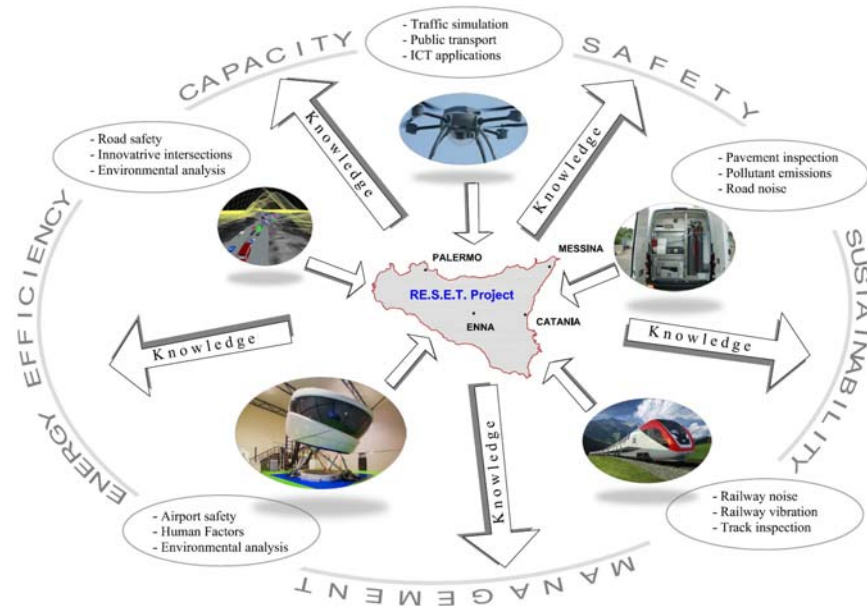 - Traffic simulation
- Public transport
- ICT applications
CAPACITY
SAFETY
- Road safety
- Innovatrive intersections
- Environmental analysis
Knowledge
Knowledge
- Pavement inspection
- Pollutant emissions
- Road noise
PALERMO
MESSINA
RE.S.E.T. Project
ENNA
CATANIA
Knowledge
Knowledge
ENERGY EFFICIENCY
SUSTAINABILITY
Knowledge
- Airport safety
- Human Factors
- Environmental analysis
- Railway noise
- Railway vibration
- Track inspection
MANAGEMENT